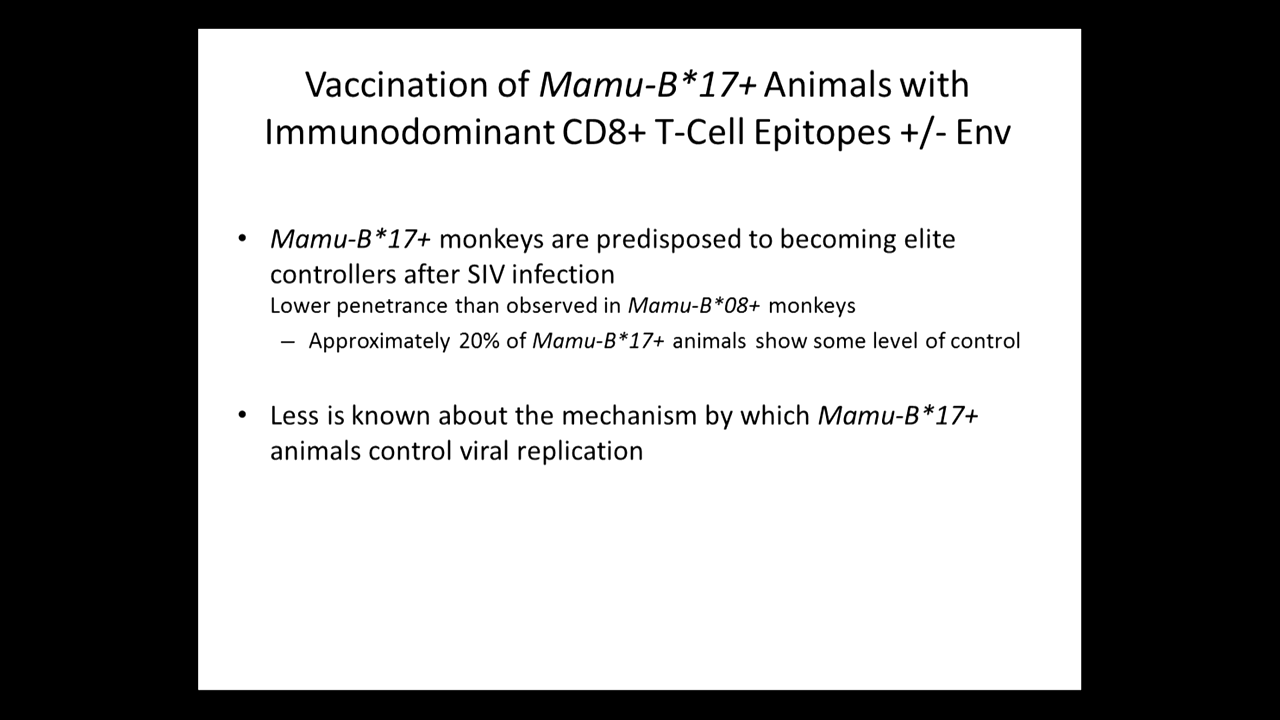 Vaccination of Mamu-B*17+ Animals with
Immunodominant CD8+ T-Cell Epitopes +/- Env
• Mamu-B*17+ monkeys are predisposed to becoming elite
controllers after SIV infection
Lower penetrance than observed in Mamu-B*08+ monkeys
– Approximately 20% of Mamu-B*17+ animals show some level of control
• Less is known about the mechanism by which Mamu-B*17+
animals control viral replication